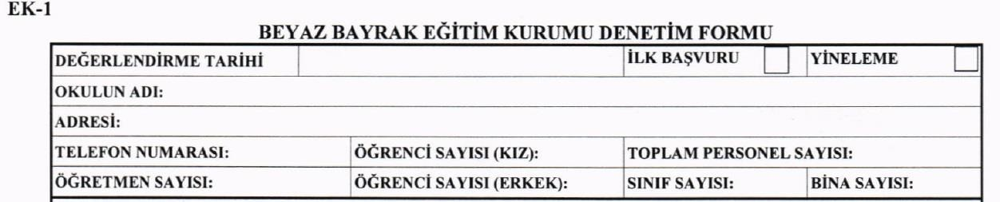 EK-1
BEYAZ BAYRAK EĞİTİM KURUMU DENETİM FORMU
DEĞERLENDİRME TARİHİ İLK BAŞVURU YİNELEME
OKULUN ADI:
ADRESİ:
TELEFON NUMARASI: ÖĞRENCİ SAYISI (KIZ): TOPLAM PERSONEL SAYISI:
ÖĞRETMEN SAYISI: ÖĞRENCİ SAYISI (ERKEK): SINIF SAYISI: BİNA SAYISI: